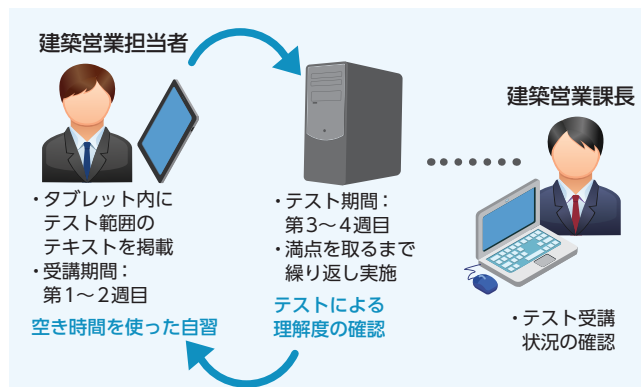 建築営業担当者
・タブレット内に
テスト範囲の
テキストを掲載
・受講期間：
第1～2週目
空き時間を使った自習
・テスト期間：
第3～4週目
・満点を取るまで
繰り返し実施
テストによる
理解度の確認
建築営業課長
・テスト受講
状況の確認